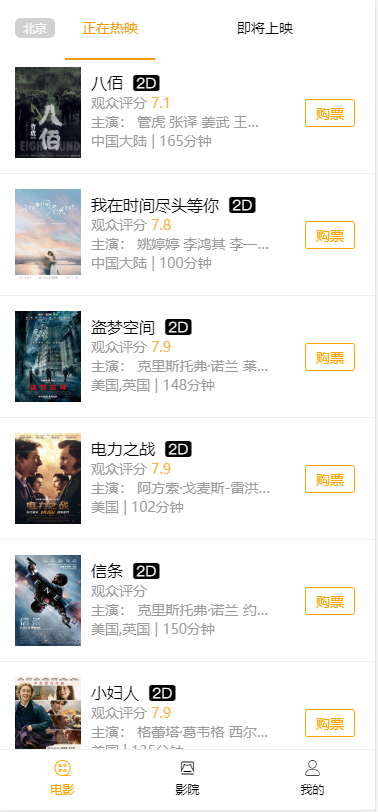 北京 正在热映 即将上映
八佰 2D
观众评分 7.1
主演： 管虎 张译 姜武 王...
中国大陆 | 165分钟
购票
我在时间尽头等你 2D
观众评分 7.8
主演： 姚婷婷 李鸿其 李一...
中国大陆 | 100分钟
购票
盗梦空间 2D
观众评分 7.9
主演： 克里斯托弗·诺兰 莱...
美国,英国 | 148分钟
购票
电力之战 2D
观众评分 7.9
主演： 阿方索·戈麦斯-雷洪...
美国 | 102分钟
购票
信条 2D
观众评分
主演： 克里斯托弗·诺兰 约...
美国,英国 | 150分钟
购票
小妇人 2D
观众评分 7.9
主演： 格蕾塔·葛韦格 西尔...
美国 | 135分钟
购票
电影 影院 我的